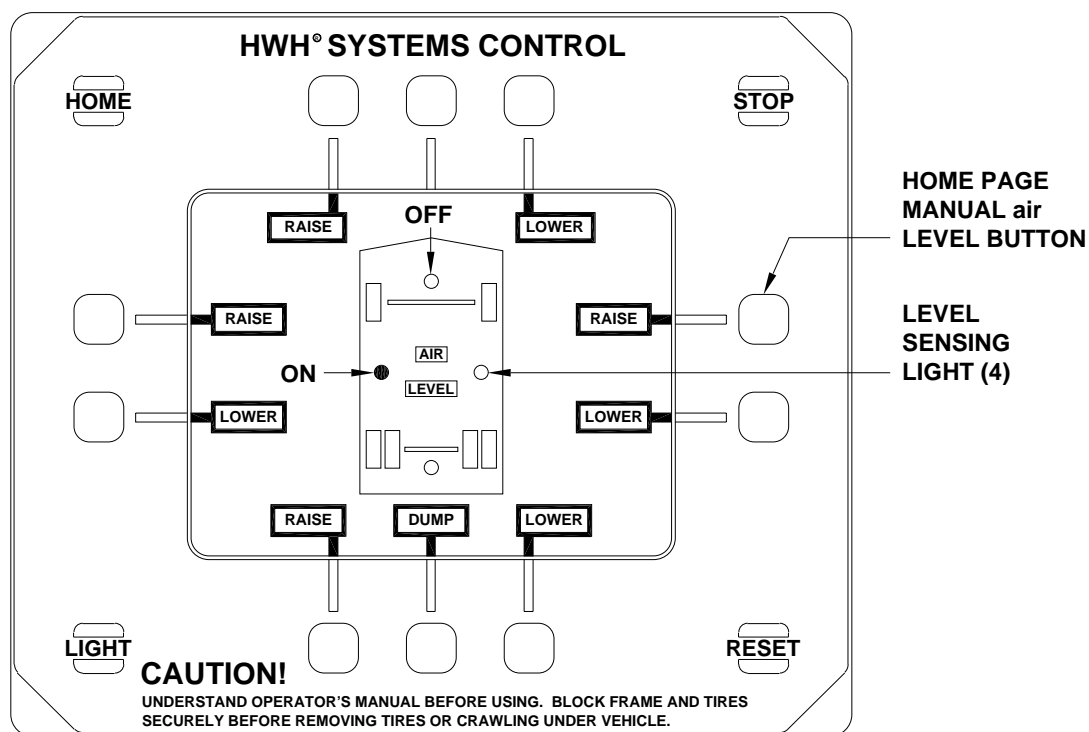 HWH® SYSTEMS CONTROL
HOME
STOP
HOME PAGE
MANUAL air
LEVEL BUTTON
RAISE
OFF
LOWER
RAISE
RAISE
LEVEL
SENSING
LIGHT (4)
AIR
ON
LEVEL
LOWER
LOWER
RAISE
DUMP
LOWER
LIGHT
RESET
CAUTION!
UNDERSTAND OPERATOR'S MANUAL BEFORE USING. BLOCK FRAME AND TIRES
SECURELY BEFORE REMOVING TIRES OR CRAWLING UNDER VEHICLE.